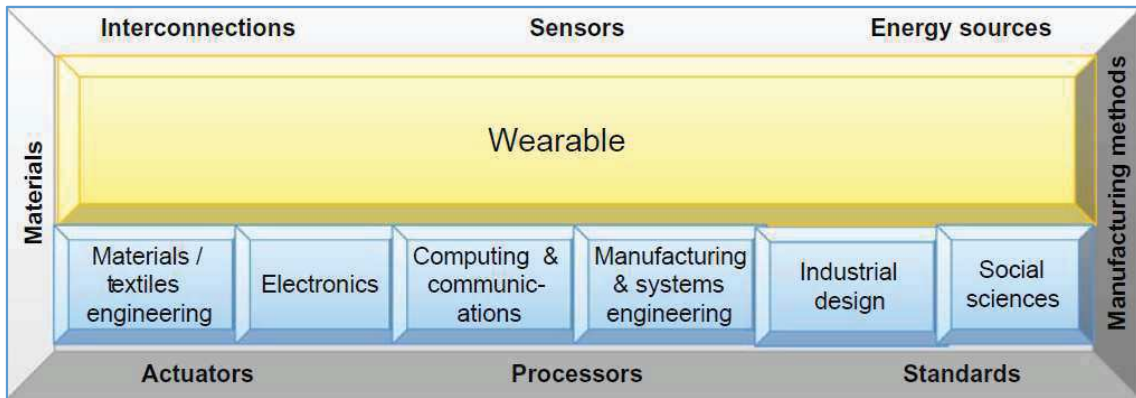 Interconnections
Sensors
Energy sources
Materials
Wearable
Manufacturing methods
Materials /
textiles
engineering
Electronics
Computing &
communic-
ations
Manufacturing
& systems
engineering
Industrial
design
Social
sciences
Actuators
Processors
Standards